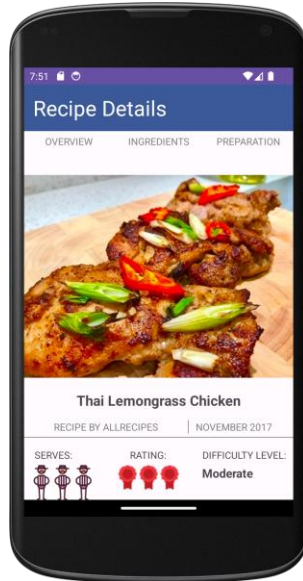 7:51
Recipe Details
OVERVIEW INGREDIENTS PREPARATION
Thai Lemongrass Chicken
RECIPE BY ALLRECIPES NOVEMBER 2017
SERVES: RATING: DIFFICULTY LEVEL:
Moderate